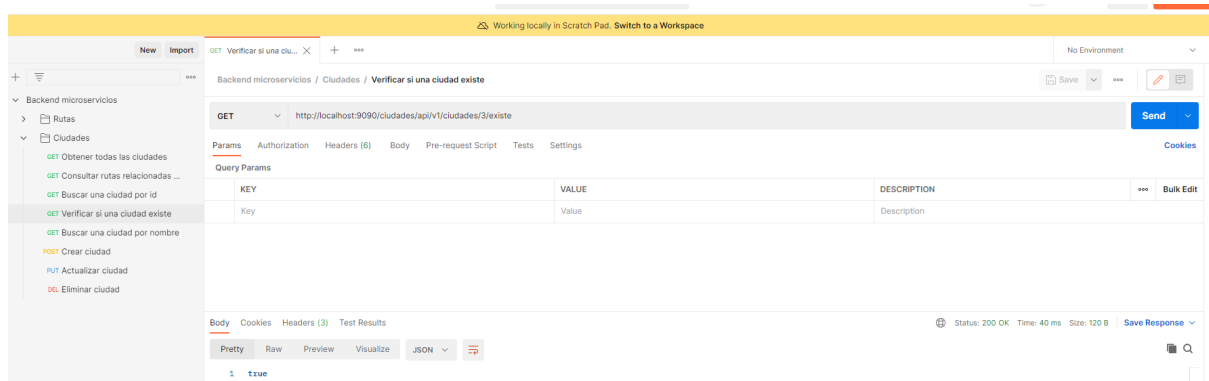 Working locally in Scratch Pad. Switch to a Workspace
New Import GET Verificar si una ciu... No Environment
Backend microservicios / Ciudades / Verificar si una ciudad existe Save
Backend microservicios
Rutas
Ciudades
GET Obtener todas las ciudades
GET Consultar rutas relacionadas ...
GET Buscar una ciudad por id
GET Verificar si una ciudad existe
GET Buscar una ciudad por nombre
POST Crear ciudad
PUT Actualizar ciudad
DEL Eliminar ciudad
GET http://localhost:9090/ciudades/api/v1/ciudades/3/existe Send
Params Authorization Headers (6) Body Pre-request Script Tests Settings Cookies
Query Params
KEY VALUE DESCRIPTION Bulk Edit
Key Value Description
Body Cookies Headers (3) Test Results Status: 200 OK Time: 40 ms Size: 120 B Save Response
Pretty Raw Preview Visualize JSON
1 true